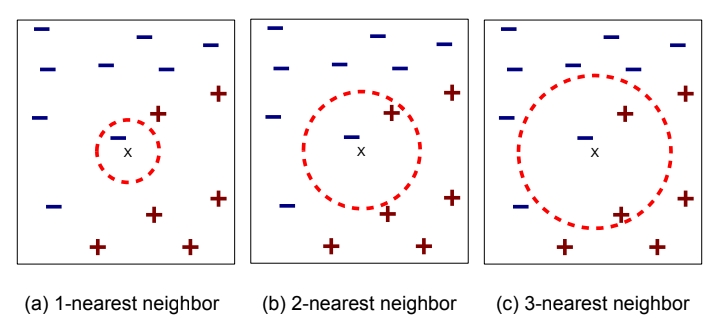 X
X
X
(a) 1-nearest neighbor
(b) 2-nearest neighbor
(c) 3-nearest neighbor